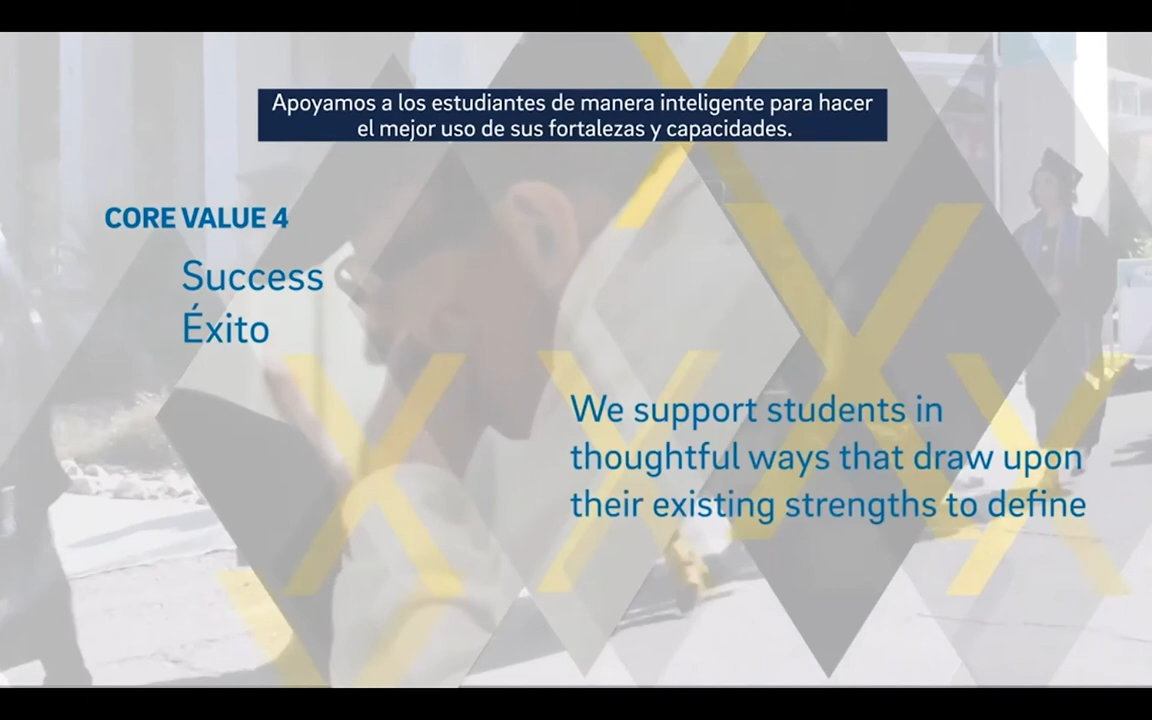 Apoyamos a los estudiantes de manera inteligente para hacer
el mejor uso de sus fortalezas y capacidades.
CORE VALUE 4
Success
Éxito
We support students in
thoughtful ways that draw upon
their existing strengths to define